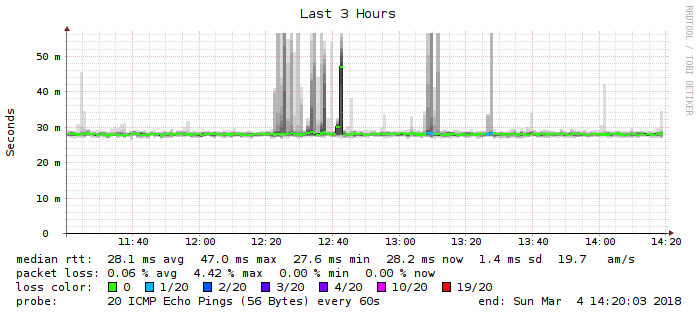 Last 3 Hours
RRDTOOL / TOBI OETIKER
Seconds
50 m
40 m
30 m
20 m
10 m
0
11:40 12:00 12:20 12:40 13:00 13:20 13:40 14:00 14:20
median rtt: 28.1 ms avg 47.0 ms max 27.6 ms min 28.2 ms now 1.4 ms sd 19.7 am/s
packet loss: 0.06 % avg 4.42 % max 0.00 % min 0.00 % now
loss color: 0 1/20 2/20 3/20 4/20 10/20 19/20
probe: 20 ICMP Echo Pings (56 Bytes) every 60s end: Sun Mar 4 14:20:03 2018